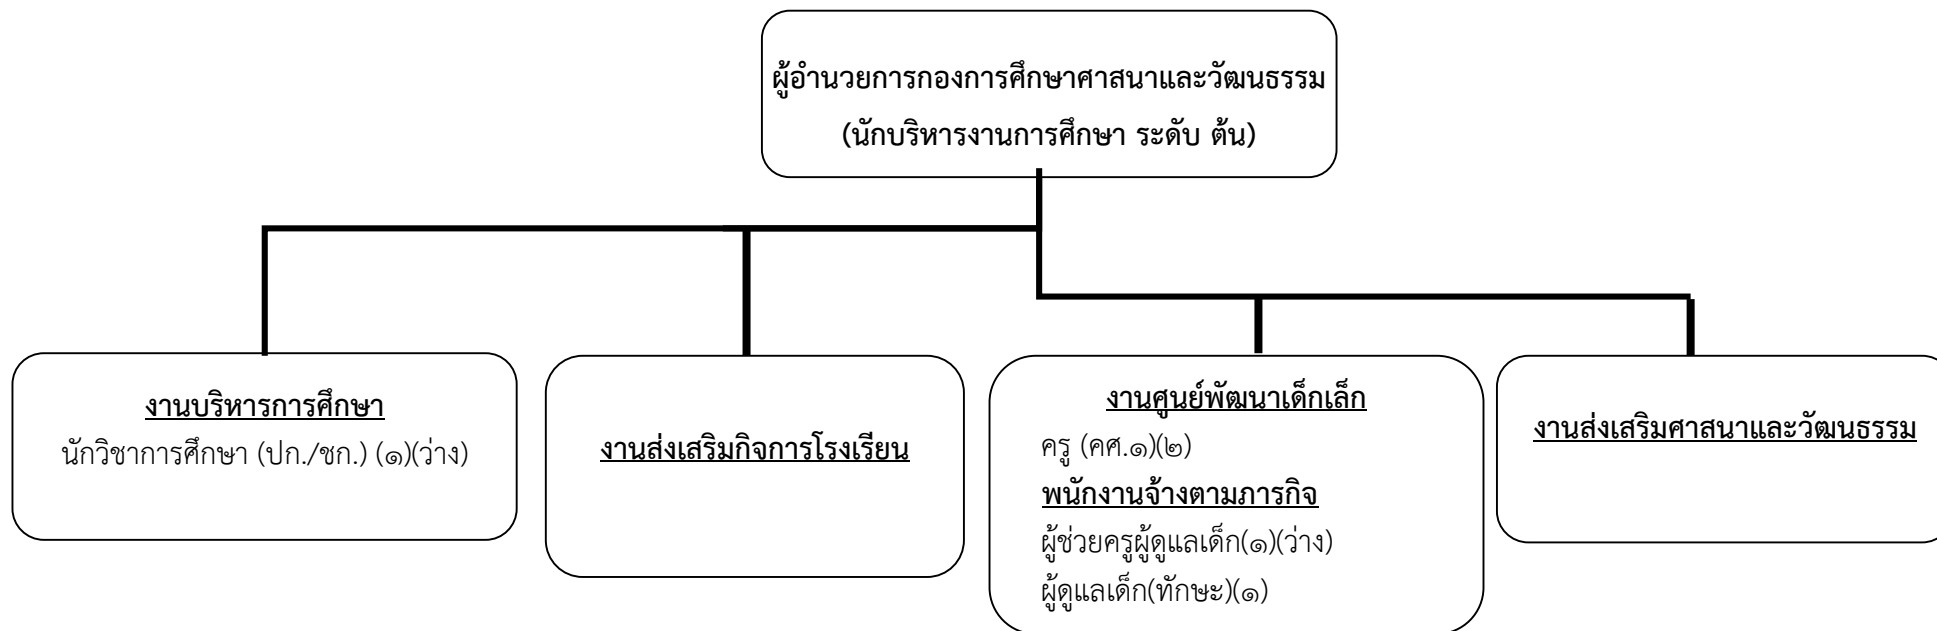 ผู้อำนวยการกองการศึกษาศาสนาและวัฒนธรรม
(นักบริหารงานการศึกษา ระดับ ต้น)
งานบริหารการศึกษา
นักวิชาการศึกษา (ปก./ชก.) (๑)(ว่าง)
งานส่งเสริมกิจการโรงเรียน
งานศูนย์พัฒนาเด็กเล็ก
ครู (คศ.๑)(๒)
พนักงานจ้างตามภารกิจ
ผู้ช่วยครูผู้ดูแลเด็ก(๑)(ว่าง)
ผู้ดูแลเด็ก(ทักษะ)(๑)
งานส่งเสริมศาสนาและวัฒนธรรม